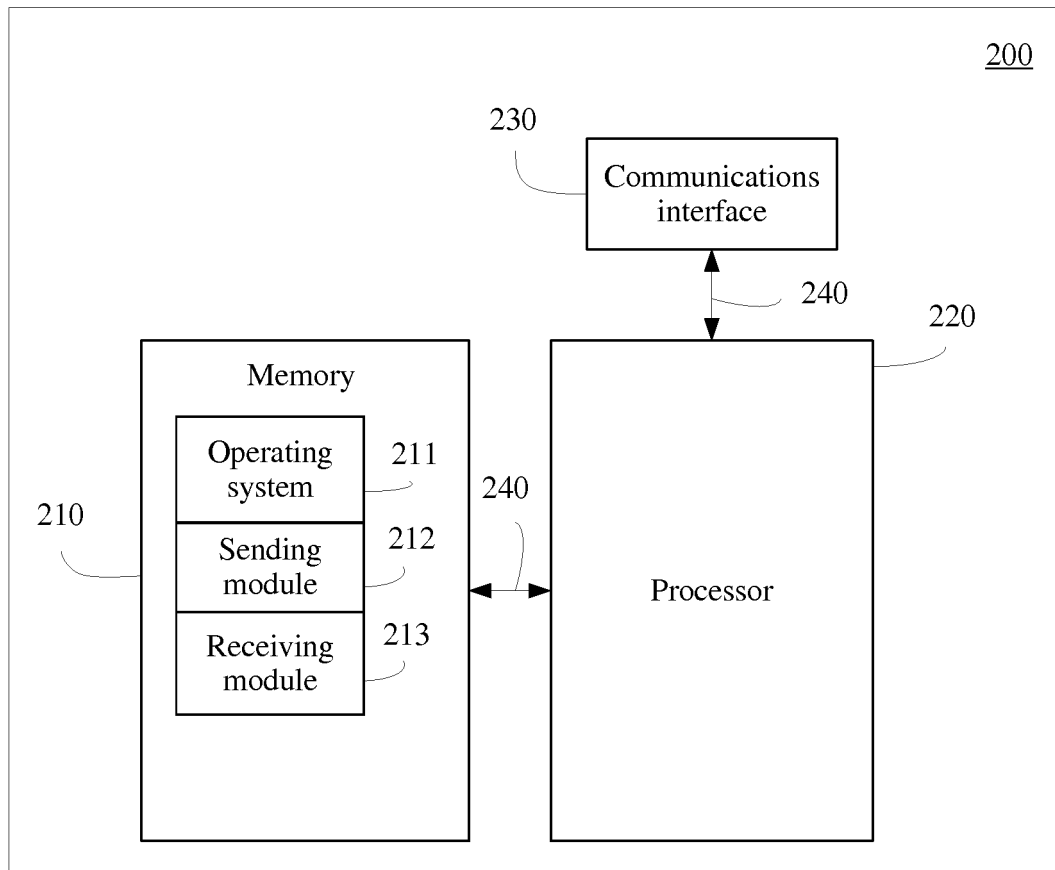 200
230
Communications
interface
240
220
Memory
Operating
system
211
240
210
Sending
module
212
Processor
Receiving
module
213